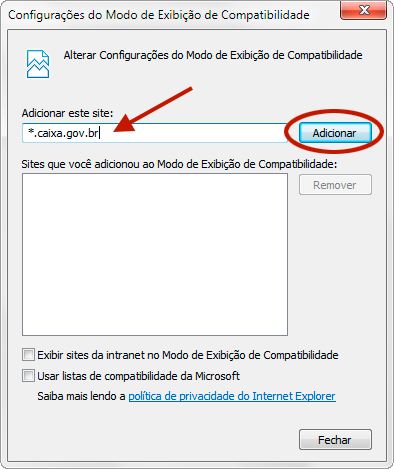 Configurações do Modo de Exibição de Compatibilidade
Alterar Configurações do Modo de Exibição de Compatibilidade
Adicionar este site:
*.caixa.gov.br
Adicionar
Sites que você adicionou ao Modo de Exibição de Compatibilidade:
Remover
Exibir sites da intranet no Modo de Exibição de Compatibilidade
Usar listas de compatibilidade da Microsoft
Saiba mais lendo a política de privacidade do Internet Explorer
Fechar